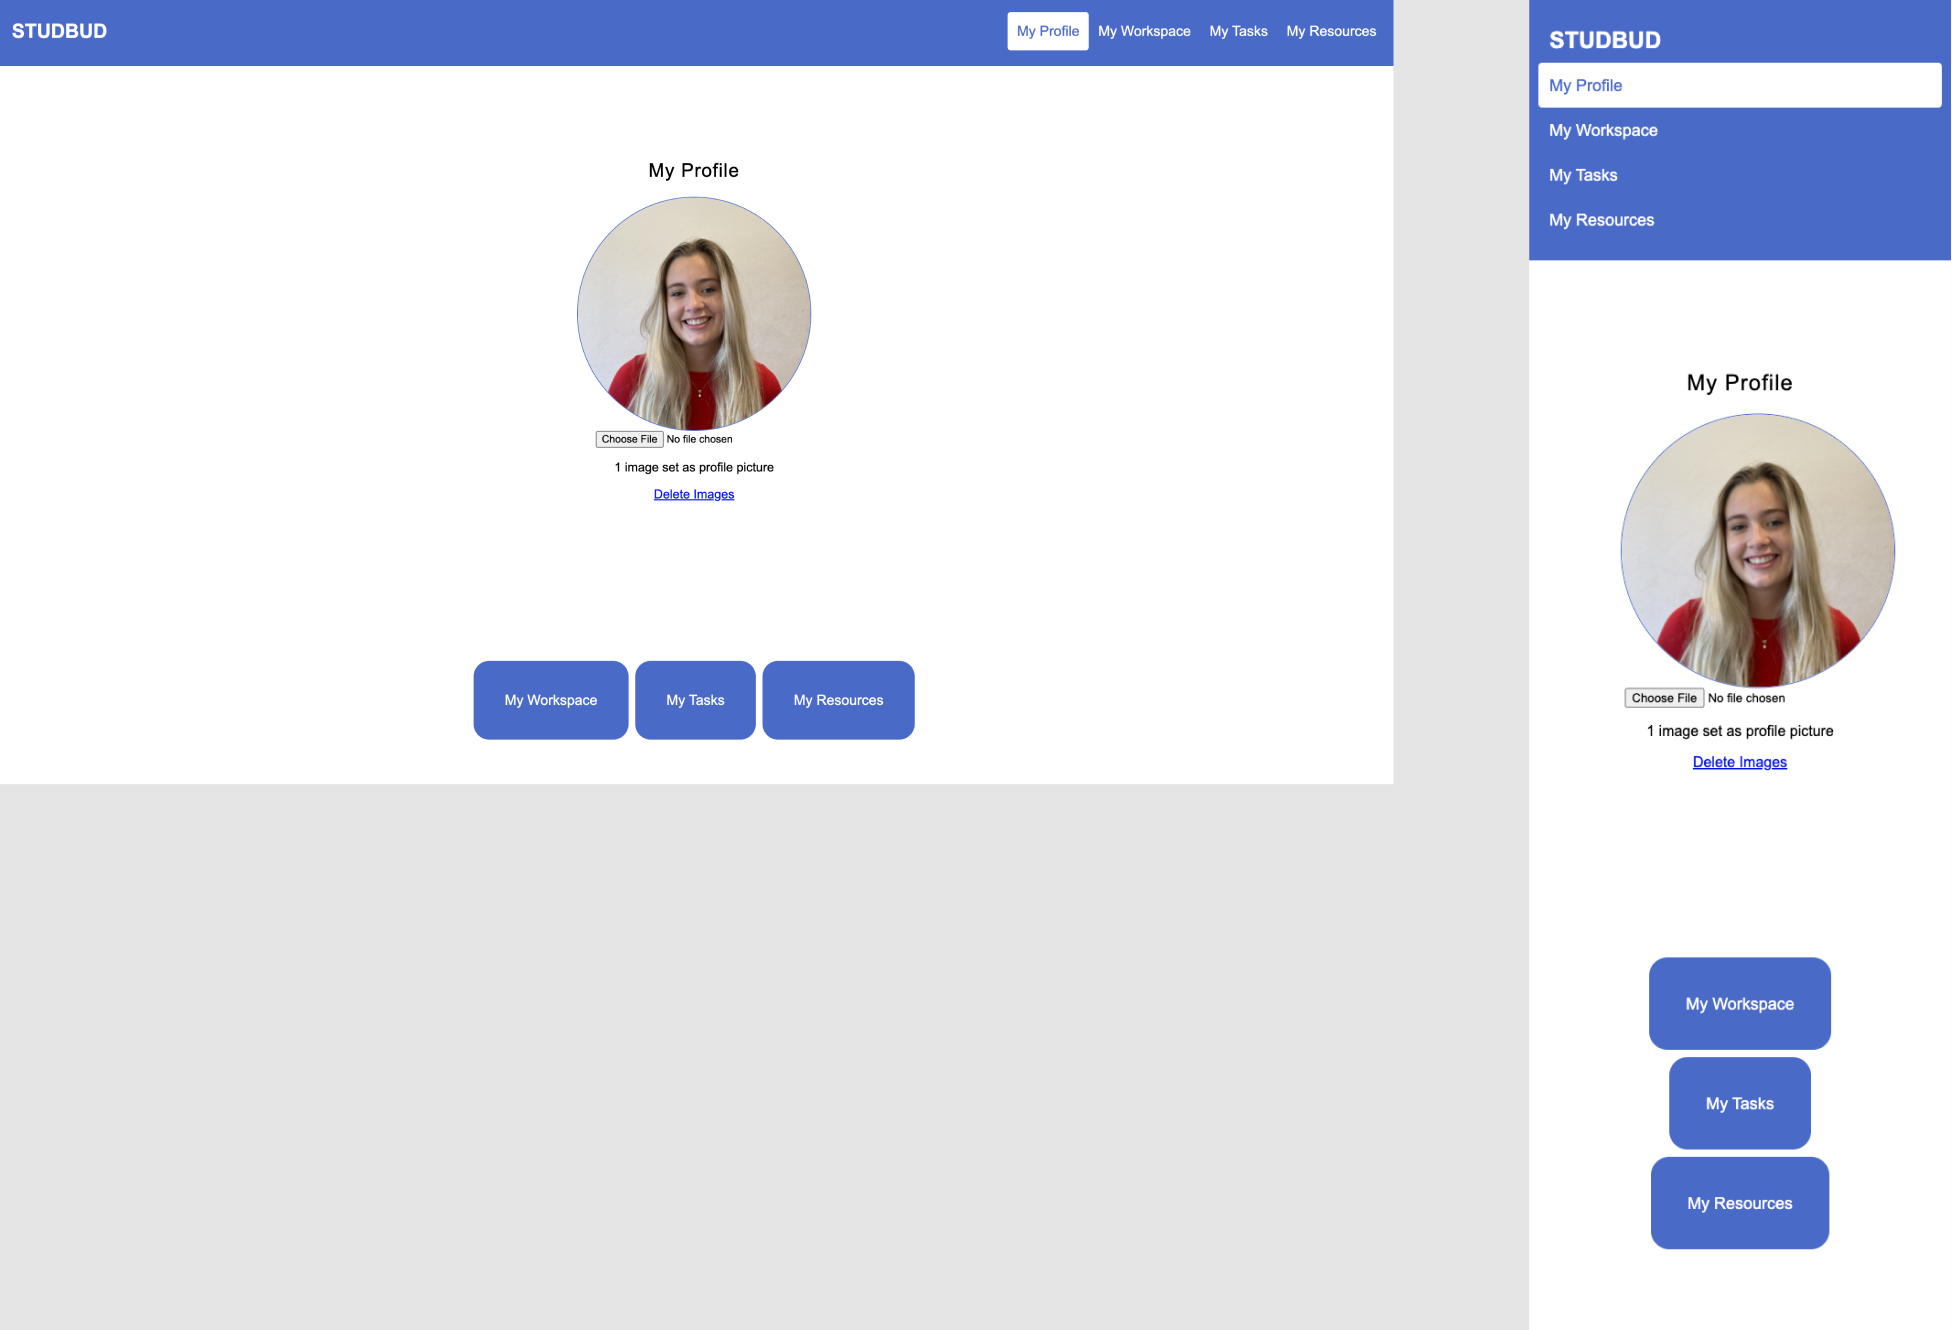 STUDBUD
My Profile My Workspace My Tasks My Resources
My Profile
Choose File No file chosen
1 image set as profile picture
Delete Images
My Workspace My Tasks My Resources
STUDBUD
My Profile
My Workspace
My Tasks
My Resources
My Profile
Choose File No file chosen
1 image set as profile picture
Delete Images
My Workspace
My Tasks
My Resources